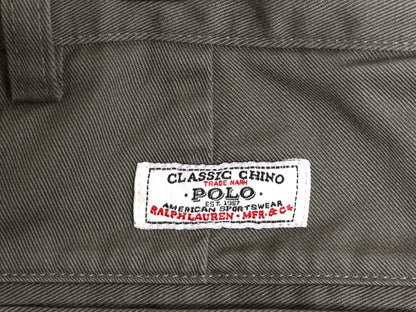 CLASSIC CHINO
TRADE MARK
·POLO·
EST. 1967
AMERICAN SPORTSWEAR
RALPH LAUREN · MFR. & Co